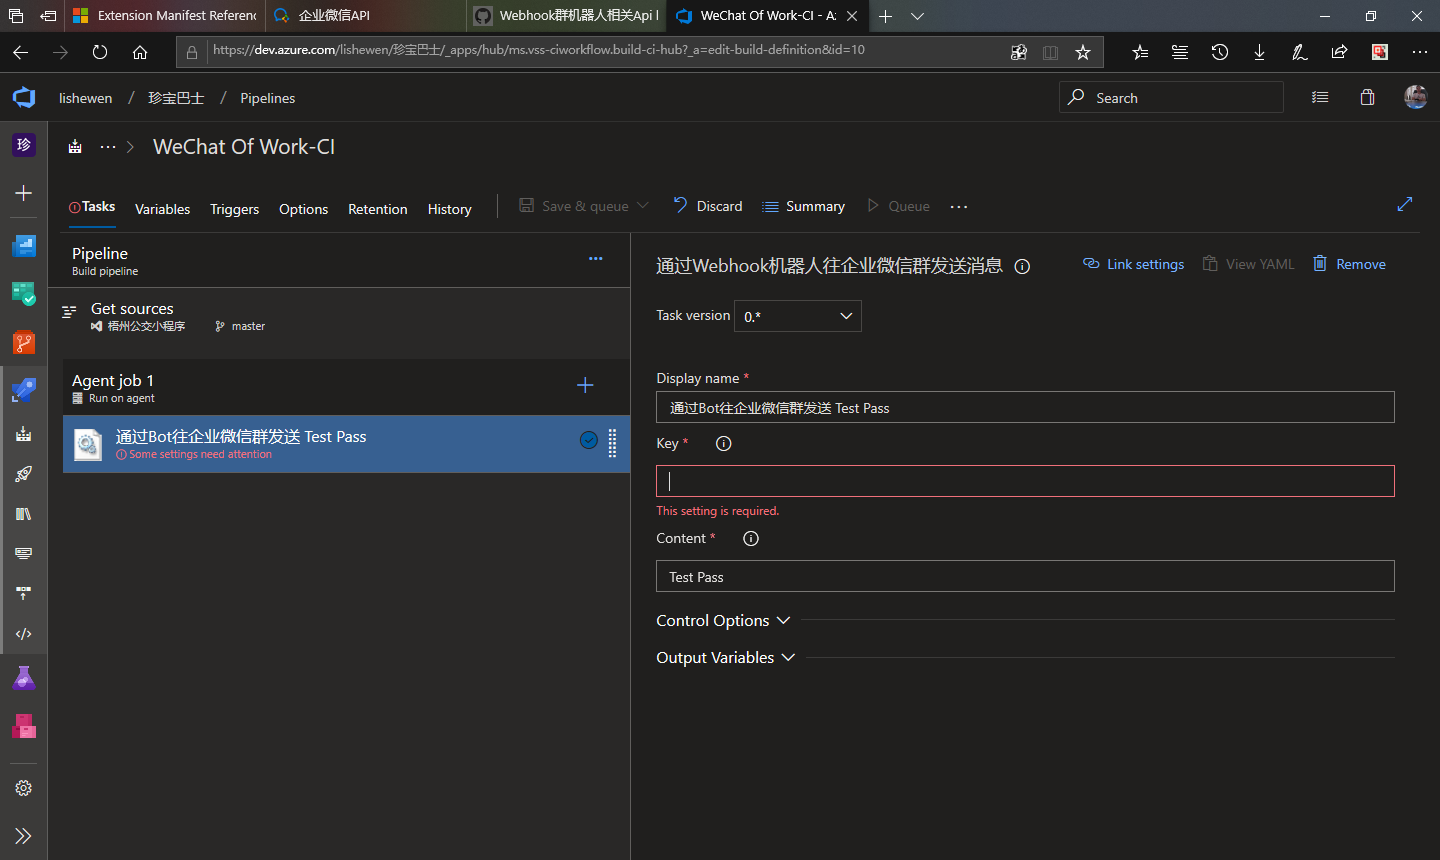 Extension Manifest Referenc
企业微信API
Webhook群机器人相关Api
WeChat Of Work-CI - A
https://dev.azure.com/lishewen/珍宝巴士/_apps/hub/ms.vss-ciworkflow.build-ci-hub?_a=edit-build-definition&id=10
lishewen / 珍宝巴士 / Pipelines
Search
珍
WeChat Of Work-CI
Tasks Variables Triggers Options Retention History
Save & queue Discard Summary Queue
Pipeline
Build pipeline
Get sources
梧州公交小程序 master
Agent job 1
Run on agent
通过Bot往企业微信群发送 Test Pass
Some settings need attention
通过Webhook机器人往企业微信群发送消息
Link settings View YAML Remove
Task version 0.*
Display name *
通过Bot往企业微信群发送 Test Pass
Key *
This setting is required.
Content *
Test Pass
Control Options
Output Variables